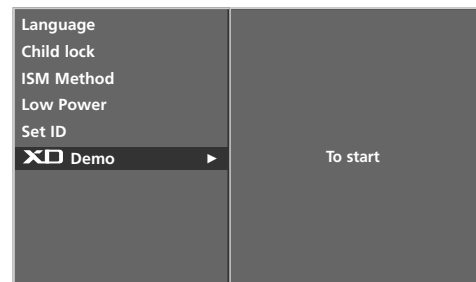 Language
Child lock
ISM Method
Low Power
Set ID
XD Demo ►
To start